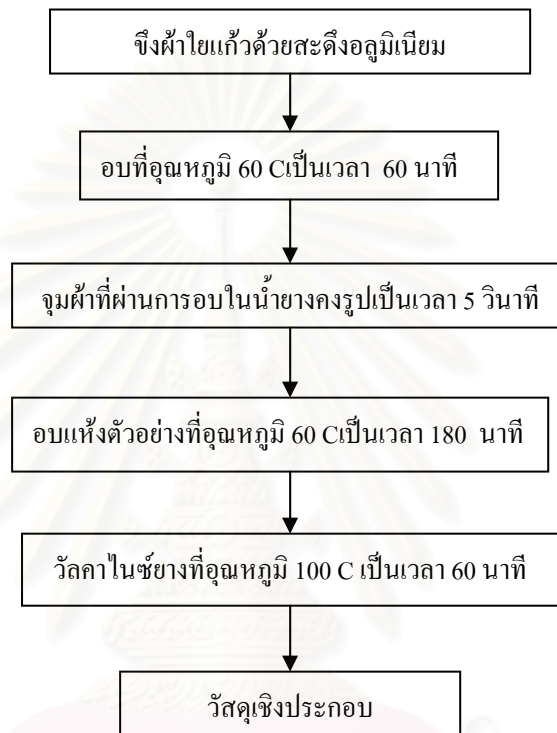 ขึงผ้าใยแก้วด้วยสะดึงอลูมิเนียม
อบที่อุณหภูมิ 60 Cเป็นเวลา 60 นาที
จุมผ้าที่ผ่านการอบในน้ำยางคงรูปเป็นเวลา 5 วินาที
อบแห้งตัวอย่างที่อุณหภูมิ 60 Cเป็นเวลา 180 นาที
วัลคาไนซ์ยางที่อุณหภูมิ 100 C เป็นเวลา 60 นาที
วัสดุเชิงประกอบ